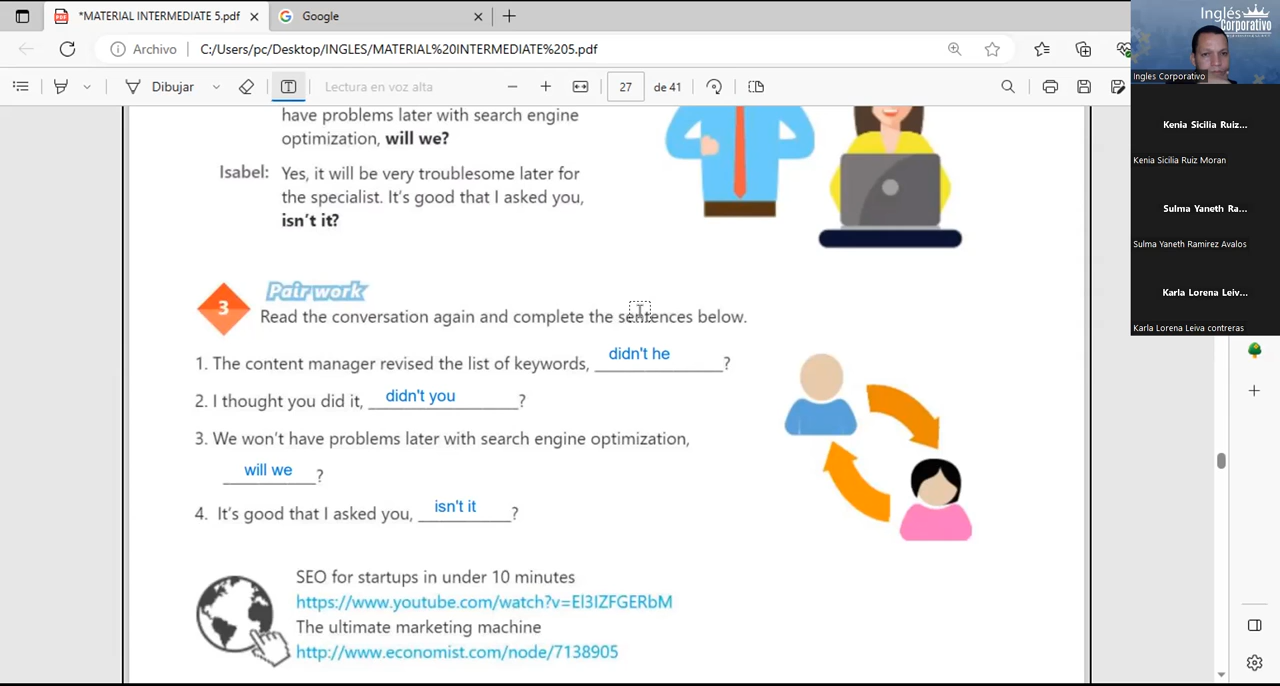 *MATERIAL INTERMEDIATE 5.pdf
Google
Archivo
C:/Users/pc/Desktop/INGLES/MATERIAL%20INTERMEDIATE%205.pdf
Dibujar
Lectura en voz alta
27
de 41
have problems later with search engine
optimization, will we?
Isabel: Yes, it will be very troublesome later for
the specialist. It's good that I asked you,
isn't it?
3
Pair work
Read the conversation again and complete the sentences below.
1. The content manager revised the list of keywords, didn't he ?
2. I thought you did it, didn't you ?
3. We won't have problems later with search engine optimization,
will we ?
4. It's good that I asked you, isn't it ?
SEO for startups in under 10 minutes
https://www.youtube.com/watch?v=El3IZFGERbM
The ultimate marketing machine
http://www.economist.com/node/7138905
Inglés
Corporativo
Ingles Corporativo
Kenia Sicilia Ruiz...
Kenia Sicilia Ruiz Moran
Sulma Yaneth Ra...
Sulma Yaneth Ramirez Avalos
Karla Lorena Leiv...
Karla Lorena Leiva contreras